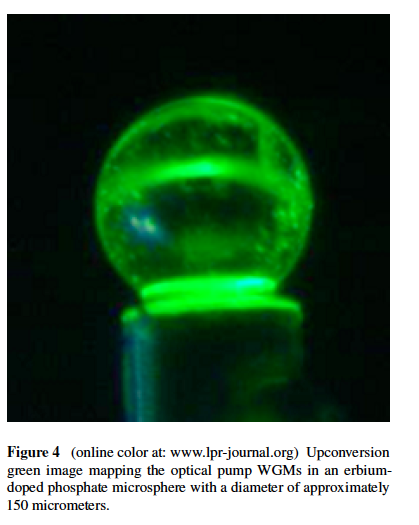 Figure 4 (online color at: www.lpr-journal.org) Upconversion
green image mapping the optical pump WGMs in an erbium-
doped phosphate microsphere with a diameter of approximately
150 micrometers.